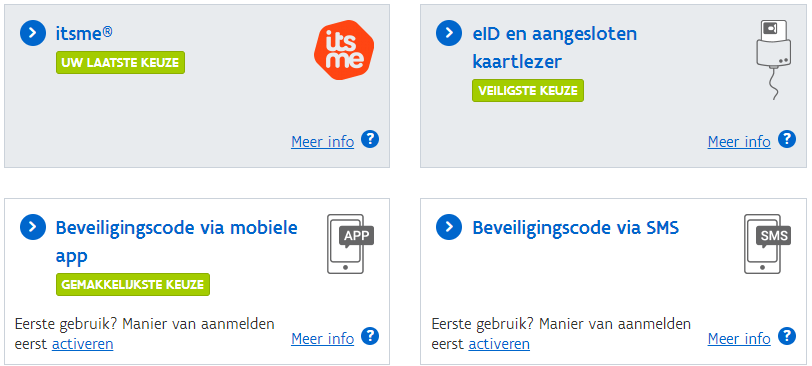 itsme®
UW LAATSTE KEUZE
its
me
Meer info ?
eID en aangesloten
kaartlezer
VEILIGSTE KEUZE
Meer info ?
Beveiligingscode via mobiele
app
GEMAKKELIJKSTE KEUZE
APP
Eerste gebruik? Manier van aanmelden
eerst activeren
Meer info ?
Beveiligingscode via SMS
SMS
Eerste gebruik? Manier van aanmelden
eerst activeren
Meer info ?